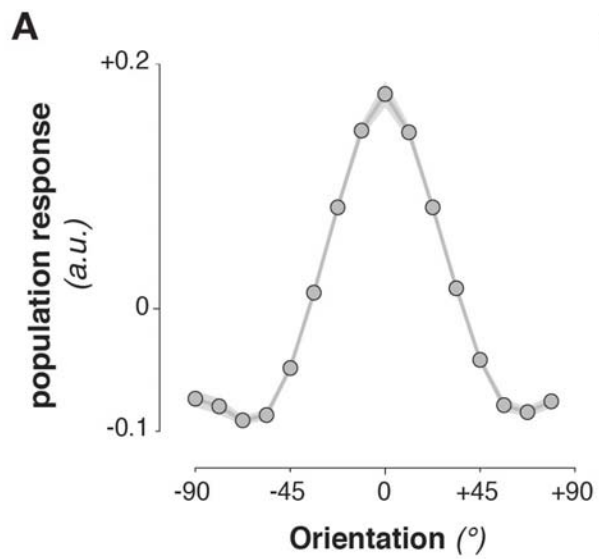 A
+0.2
0
-0.1
population response
(a.u.)
-90 -45 0 +45 +90
Orientation (°)